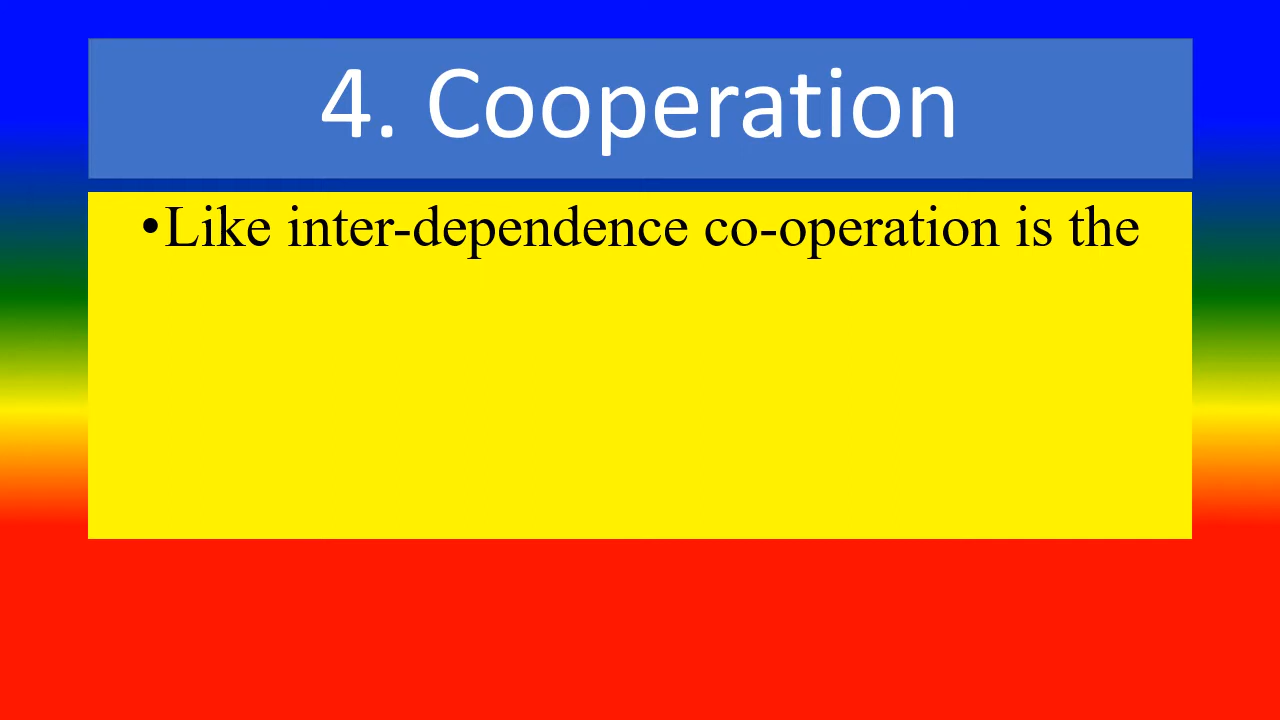 4. Cooperation
•Like inter-dependence co-operation is the